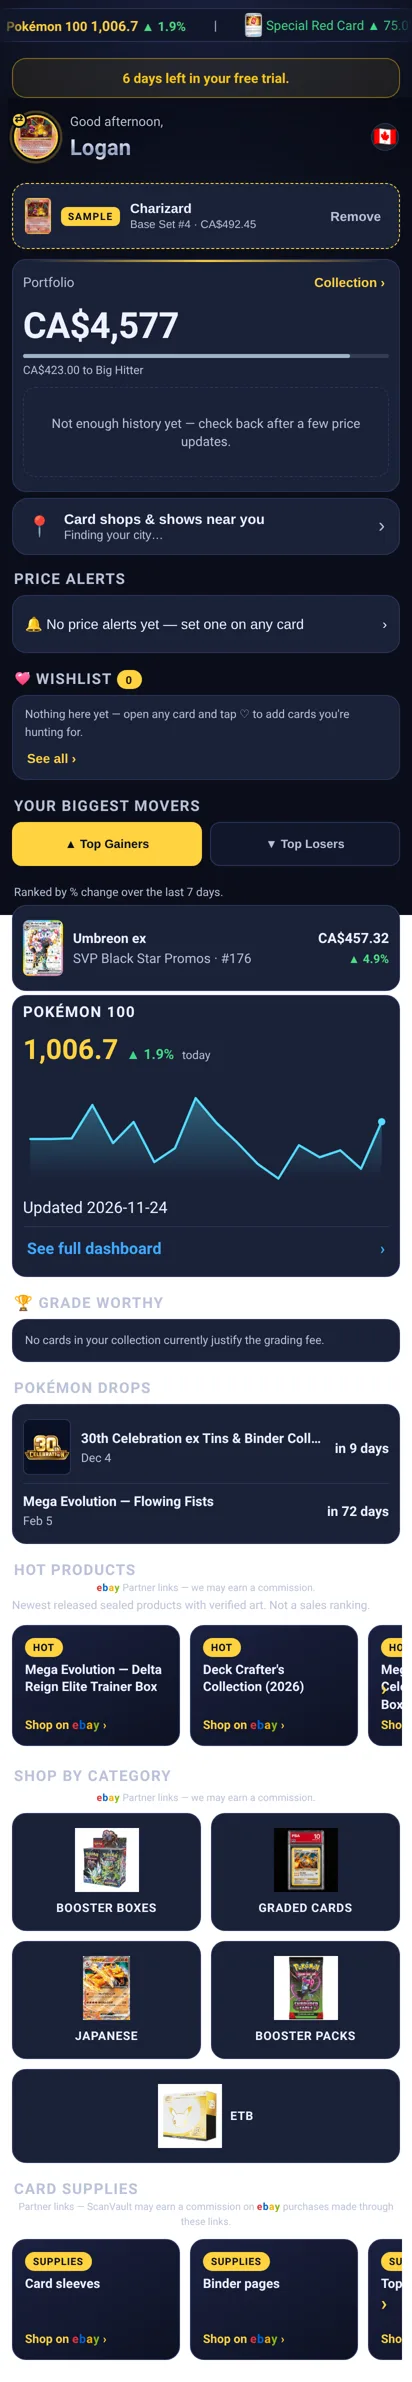 Pokémon 100 1,006.7 ▲ 1.9% | Special Red Card ▲ 75.0
6 days left in your free trial.
Good afternoon,
Logan
SAMPLE
Charizard
Base Set #4 · CA$492.45
Remove
Portfolio
Collection ›
CA$4,577
CA$423.00 to Big Hitter
Not enough history yet — check back after a few price
updates.
Card shops & shows near you
Finding your city…
›
PRICE ALERTS
🔔 No price alerts yet — set one on any card ›
WISHLIST 0
Nothing here yet — open any card and tap ♡ to add cards you're
hunting for.
See all ›
YOUR BIGGEST MOVERS
▲ Top Gainers
▼ Top Losers
Ranked by % change over the last 7 days.
Umbreon ex
SVP Black Star Promos · #176
CA$457.32
▲ 4.9%
POKÉMON 100
1,006.7 ▲ 1.9% today
Updated 2026-11-24
See full dashboard ›
🏆 GRADE WORTHY
No cards in your collection currently justify the grading fee.
POKÉMON DROPS
30th Celebration ex Tins & Binder Coll…
Dec 4
in 9 days
Mega Evolution — Flowing Fists
Feb 5
in 72 days
HOT PRODUCTS
ebay Partner links — we may earn a commission.
Newest released sealed products with verified art. Not a sales ranking.
HOT
Mega Evolution — Delta
Reign Elite Trainer Box
Shop on ebay ›
HOT
Deck Crafter's
Collection (2026)
Shop on ebay ›
HO
Meg
Cele
Box
Sho
SHOP BY CATEGORY
ebay Partner links — we may earn a commission.
BOOSTER BOXES
GRADED CARDS
JAPANESE
BOOSTER PACKS
ETB
CARD SUPPLIES
Partner links — ScanVault may earn a commission on ebay purchases made through
these links.
SUPPLIES
Card sleeves
Shop on ebay ›
SUPPLIES
Binder pages
Shop on ebay ›
SU
Top
›
Sho